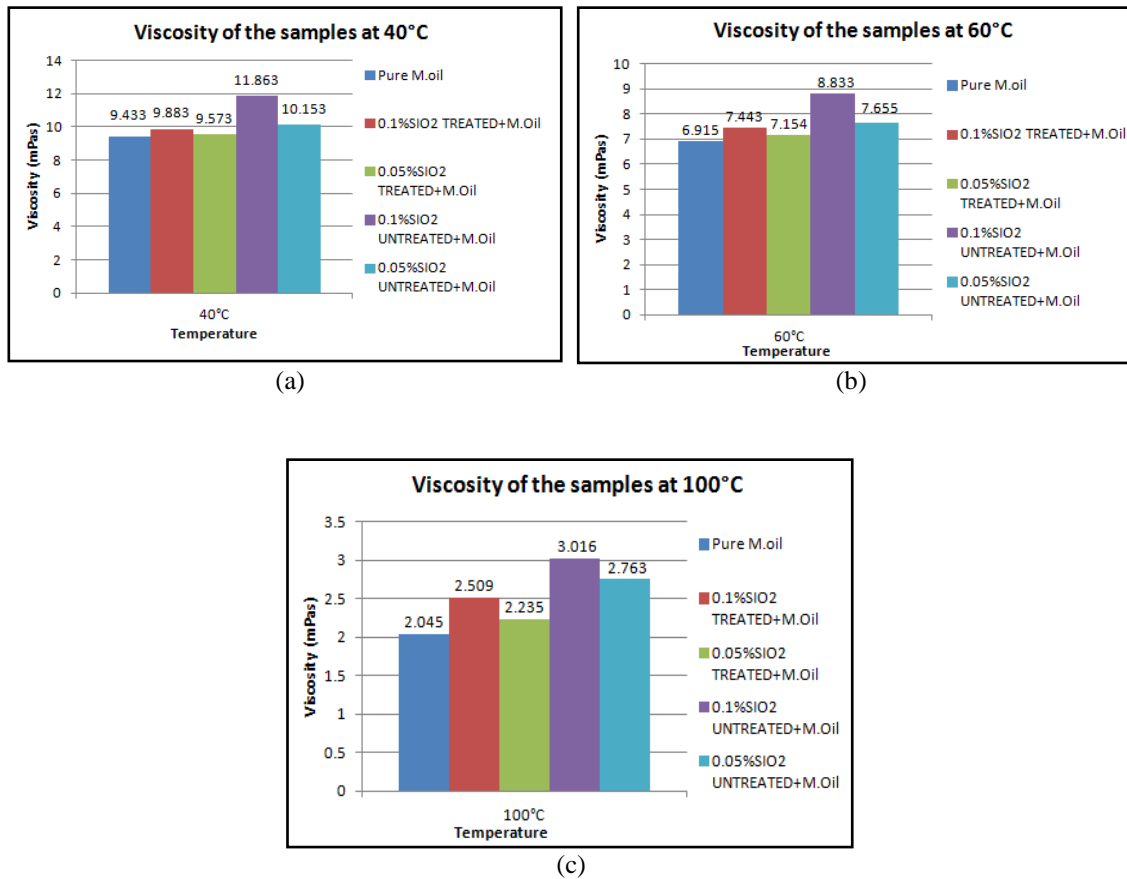 Viscosity of the samples at 40°C
14
12
10
8
6
4
2
0
Viscosity (mPas)
9.433
9.883
9.573
11.863
10.153
40°C
Temperature
Pure M.oil
0.1%SIO2 TREATED+M.Oil
0.05%SIO2
TREATED+M.Oil
0.1%SIO2
UNTREATED+M.Oil
0.05%SIO2
UNTREATED+M.Oil
(a)
Viscosity of the samples at 60°C
10
9
8
7
6
5
4
3
2
1
0
Viscosity (mPas)
6.915
7.443
7.154
8.833
7.655
60°C
Temperature
Pure M.oil
0.1%SIO2 TREATED+M.Oil
0.05%SIO2
TREATED+M.Oil
0.1%SIO2
UNTREATED+M.Oil
0.05%SIO2
UNTREATED+M.Oil
(b)
Viscosity of the samples at 100°C
3.5
3
2.5
2
1.5
1
0.5
0
Viscosity (mPas)
2.045
2.509
2.235
3.016
2.763
100°C
Temperature
Pure M.oil
0.1%SIO2
TREATED+M.Oil
0.05%SIO2
TREATED+M.Oil
0.1%SIO2
UNTREATED+M.Oil
0.05%SIO2
UNTREATED+M.Oil
(c)